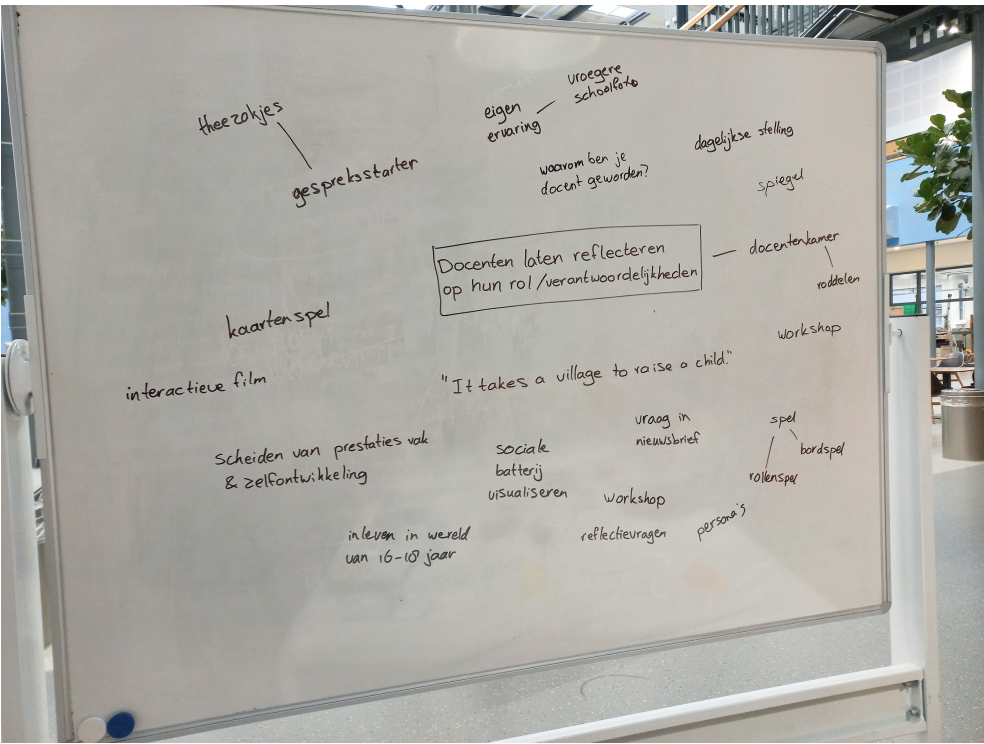 theezakjes
gespreksstarter
eigen
ervaring
vroegere
schoolfoto
waarom ben je
docent geworden?
dagelijkse stelling
spiegel
Docenten laten reflecteren
op hun rol/verantwoordelijkheden
docentenkamer
roddelen
kaartenspel
workshop
interactieve film
"It takes a village to raise a child."
scheiden van prestaties vak
& zelfontwikkeling
sociale
batterij
visualiseren
vraag in
nieuwsbrief
spel
bordspel
rollenspel
workshop
inleven in wereld
van 16-18 jaar
reflectievragen
persona's